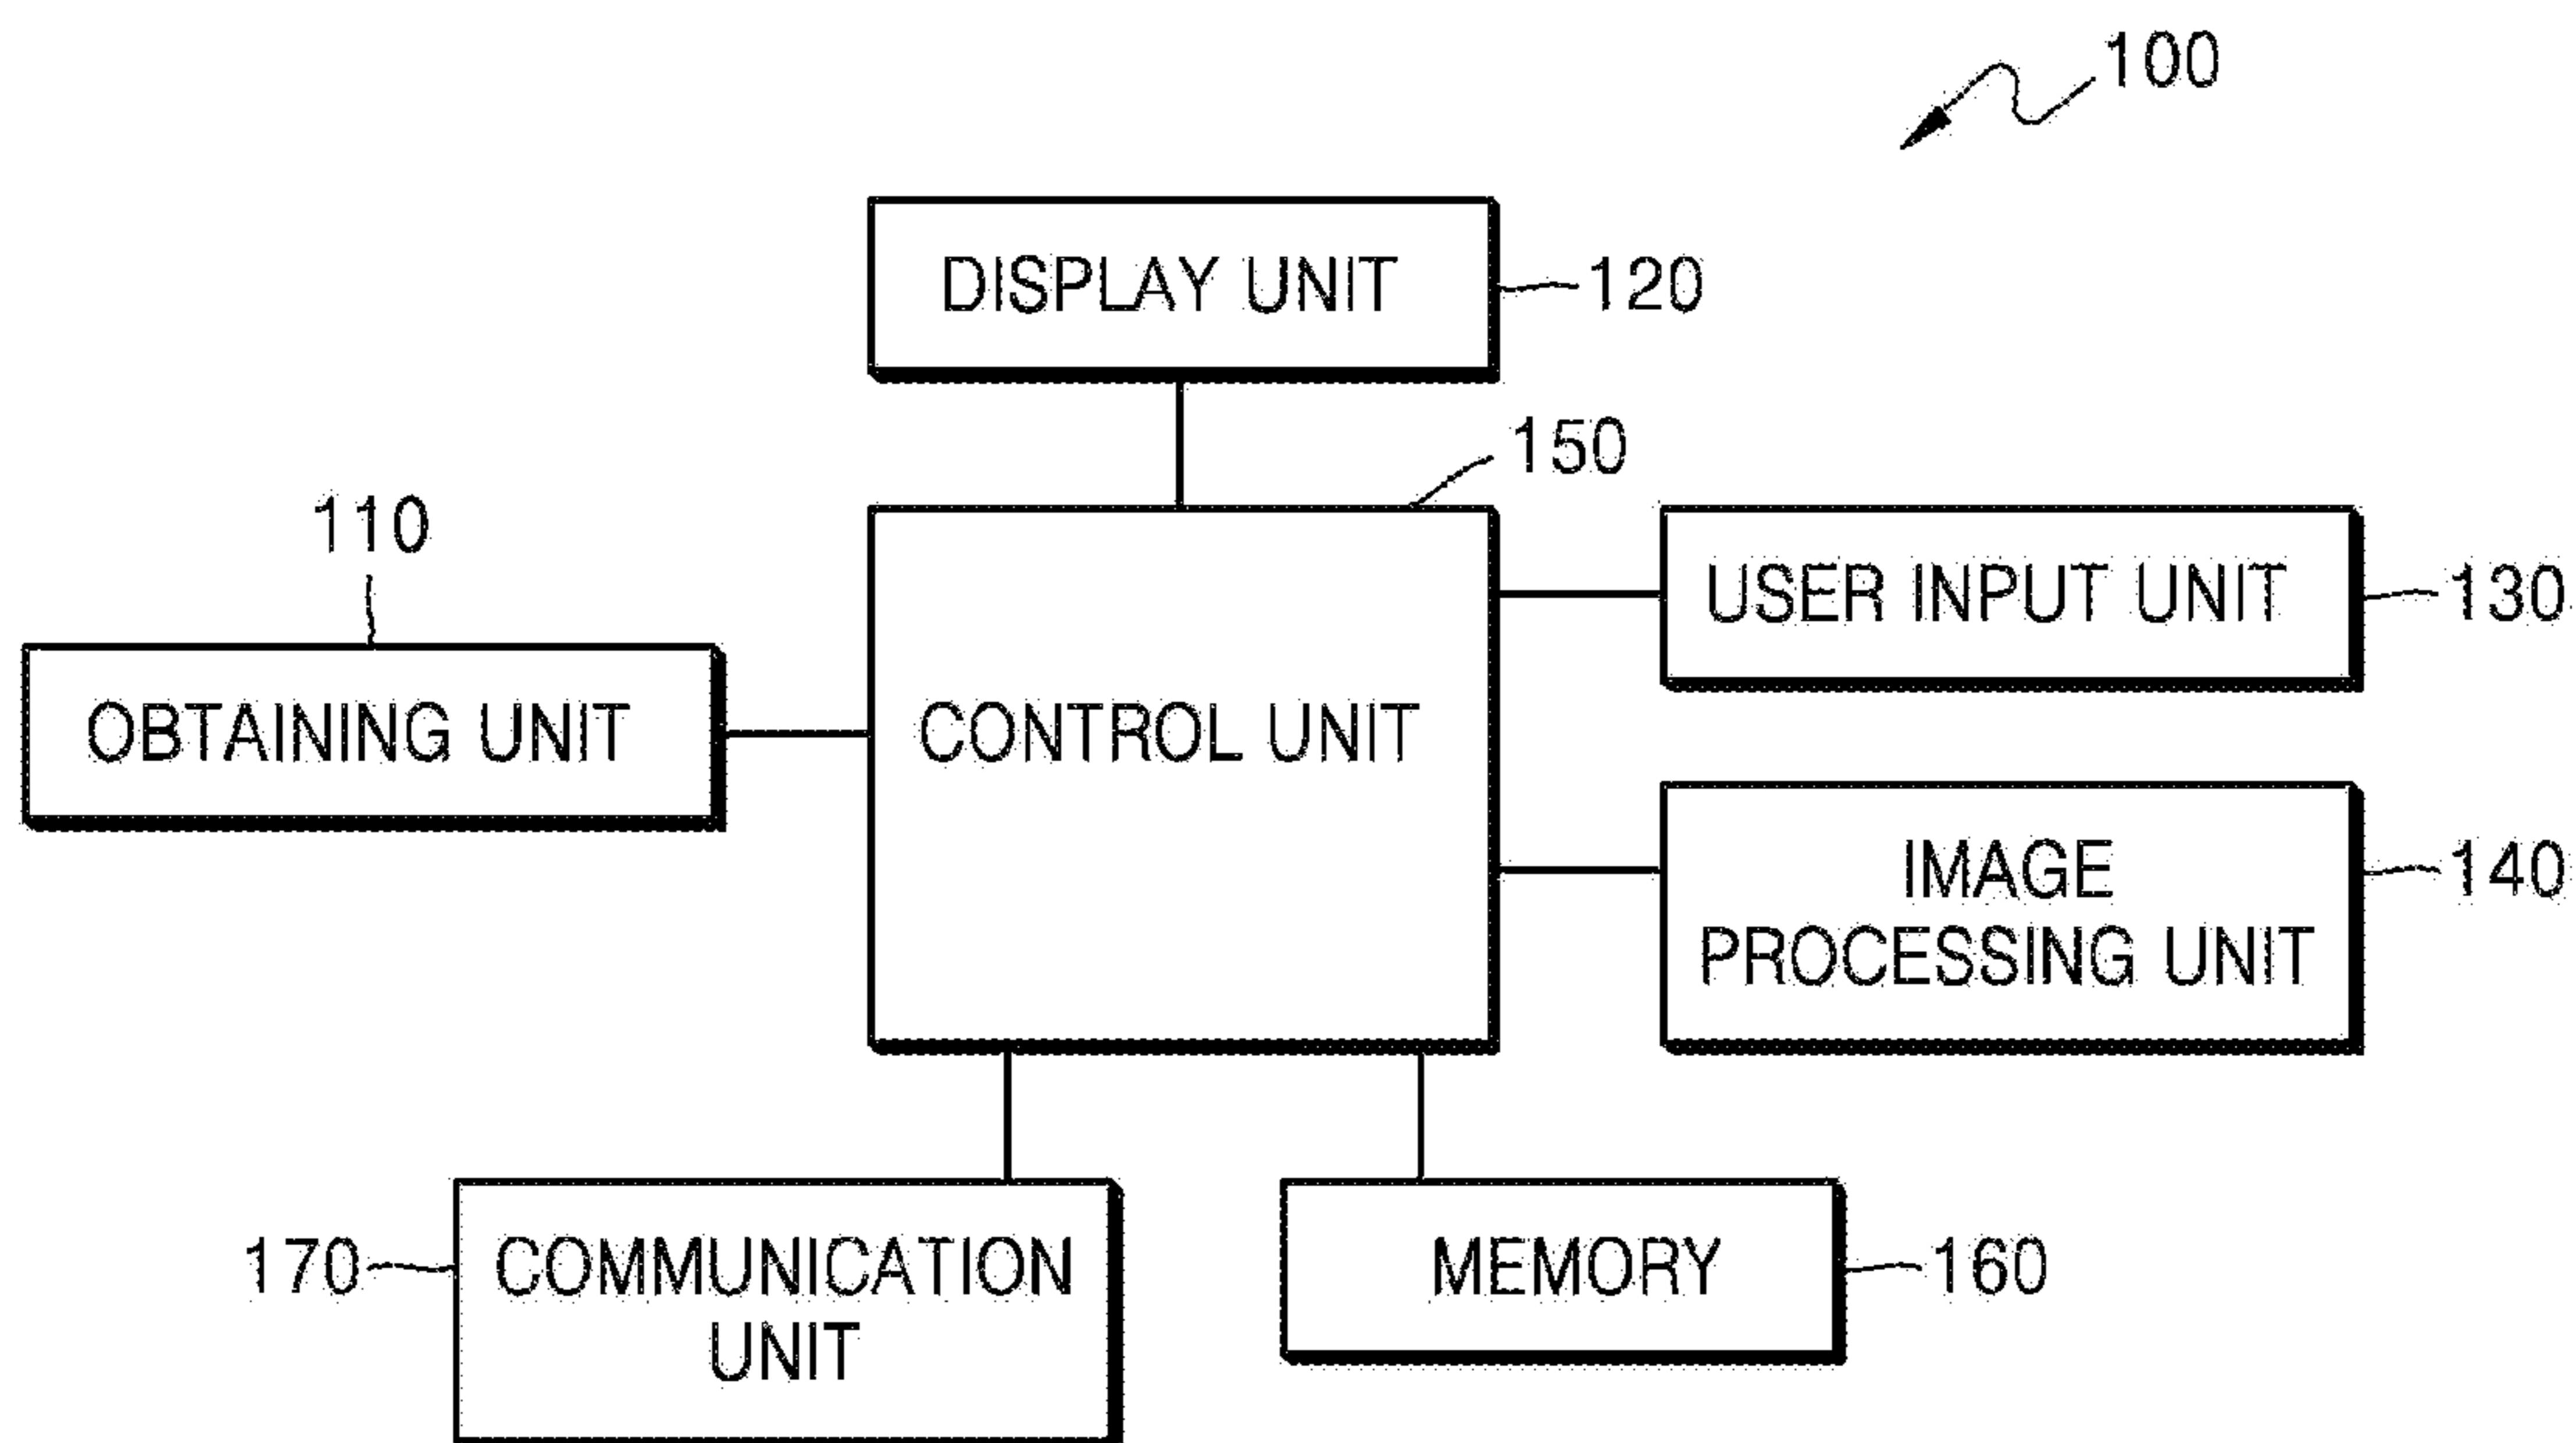 100
DISPLAY UNIT
120
150
110
USER INPUT UNIT
130
OBTAINING UNIT
CONTROL UNIT
IMAGE
PROCESSING UNIT
140
170
COMMUNICATION
UNIT
MEMORY
160